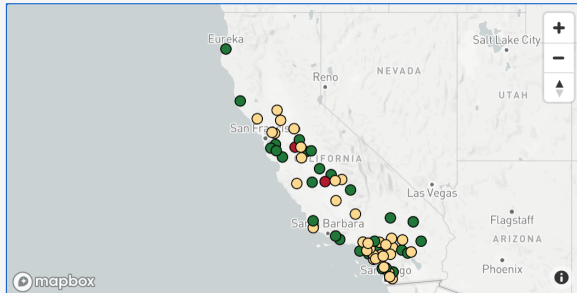 Eureka
Salt Lake City
Reno
NEVADA
UTAH
San Francisco
CALIFORNIA
Las Vegas
Flagstaff
Santa Barbara
ARIZONA
San Diego
Phoenix
mapbox